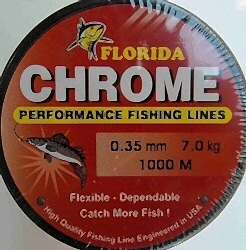 FLORIDA
CHROME
PERFORMANCE FISHING LINES
0.35 mm 7.0 kg
1000 M
Flexible - Dependable
Catch More Fish !
High Quality Fishing Line Engineered in USA